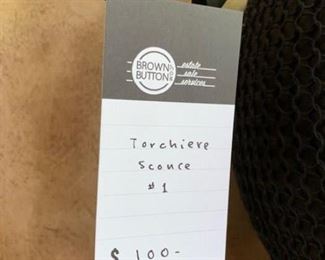 BROWN
BUTTON
estate
sale
services
Torchiere
Sconce
#1
$ 100-